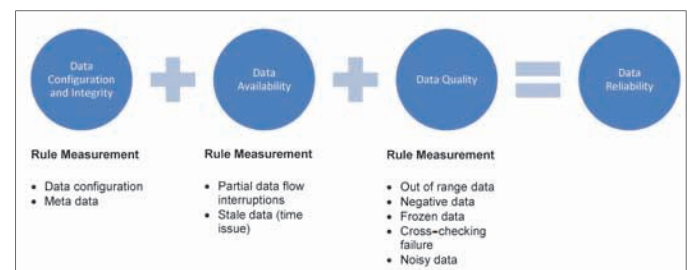 Data
Configuration
and Integrity
Data
Availability
Data Quality
Data
Reliability
Rule Measurement
• Data configuration
• Meta data
Rule Measurement
• Partial data flow
interruptions
• Stale data (time
issue)
Rule Measurement
• Out of range data
• Negative data
• Frozen data
• Cross-checking
failure
• Noisy data